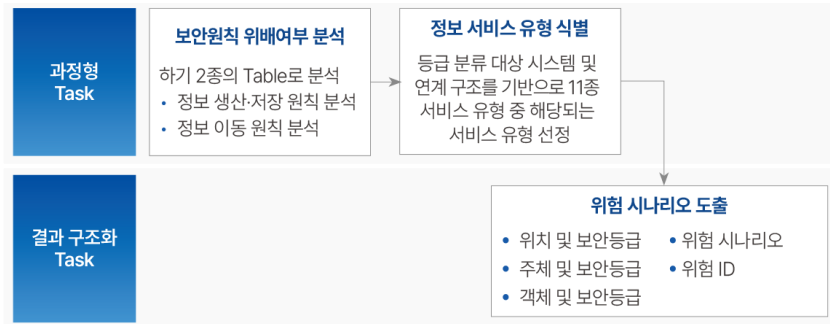 과정형
Task
보안원칙 위배여부 분석
하기 2종의 Table로 분석
• 정보 생산·저장 원칙 분석
• 정보 이동 원칙 분석
정보 서비스 유형 식별
등급 분류 대상 시스템 및
연계 구조를 기반으로 11종
서비스 유형 중 해당되는
서비스 유형 선정
결과 구조화
Task
위험 시나리오 도출
• 위치 및 보안등급
• 주체 및 보안등급
• 객체 및 보안등급
• 위험 시나리오
• 위험 ID